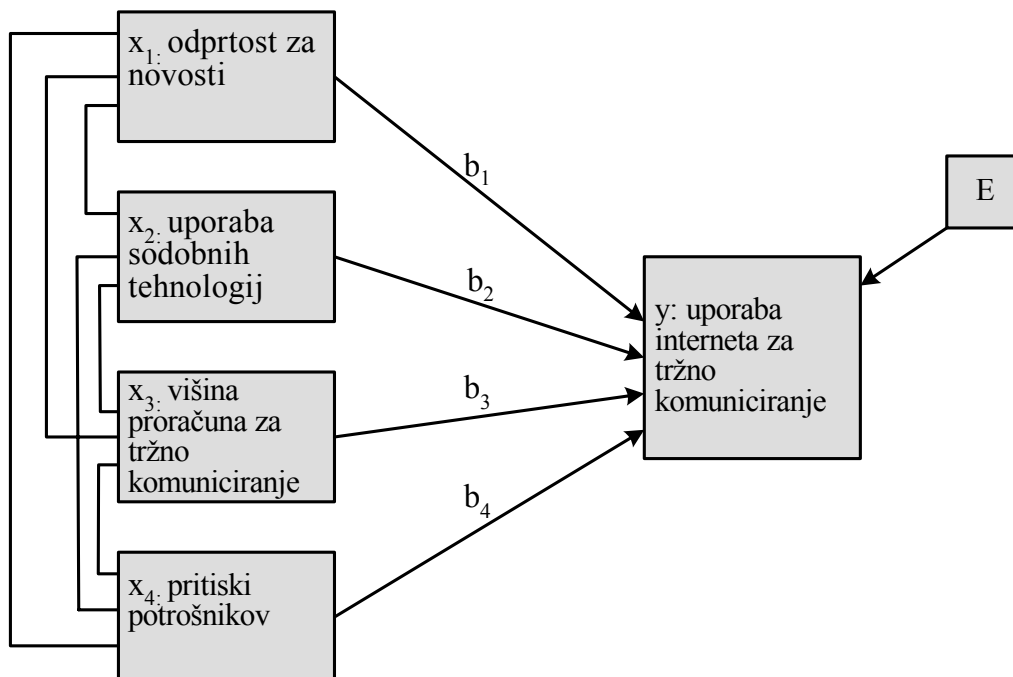 x₁: odprtost za
novosti
b₁
E
x₂: uporaba
sodobnih
tehnologij
b₂
y: uporaba
interneta za
tržno
komuniciranje
x₃: višina
proračuna za
tržno
komuniciranje
b₃
b₄
x₄: pritiski
potrošnikov